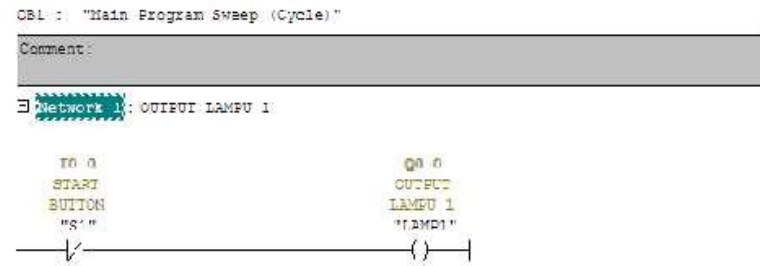 OB1 : "Main Program Sweep (Cycle)"
Comment:
Network 1: OUTPUT LAMPU 1
I0.0
START
BUTTON
"S1"
Q0.0
OUTPUT
LAMPU 1
"LAMP1"